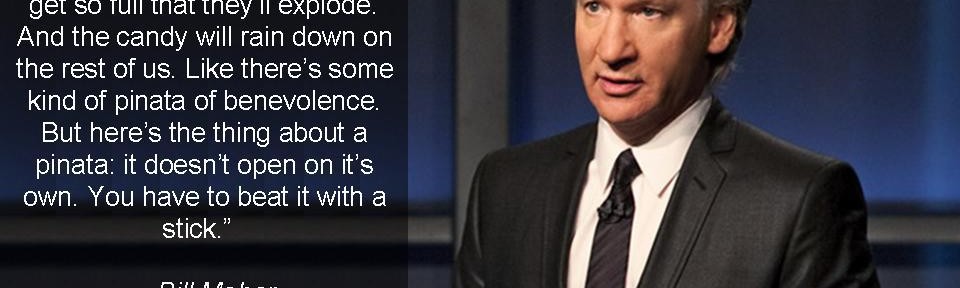 get so full that they'll explode.
And the candy will rain down on
the rest of us. Like there's some
kind of pinata of benevolence.
But here's the thing about a
pinata: it doesn't open on it's
own. You have to beat it with a
stick.”
Bill Maher